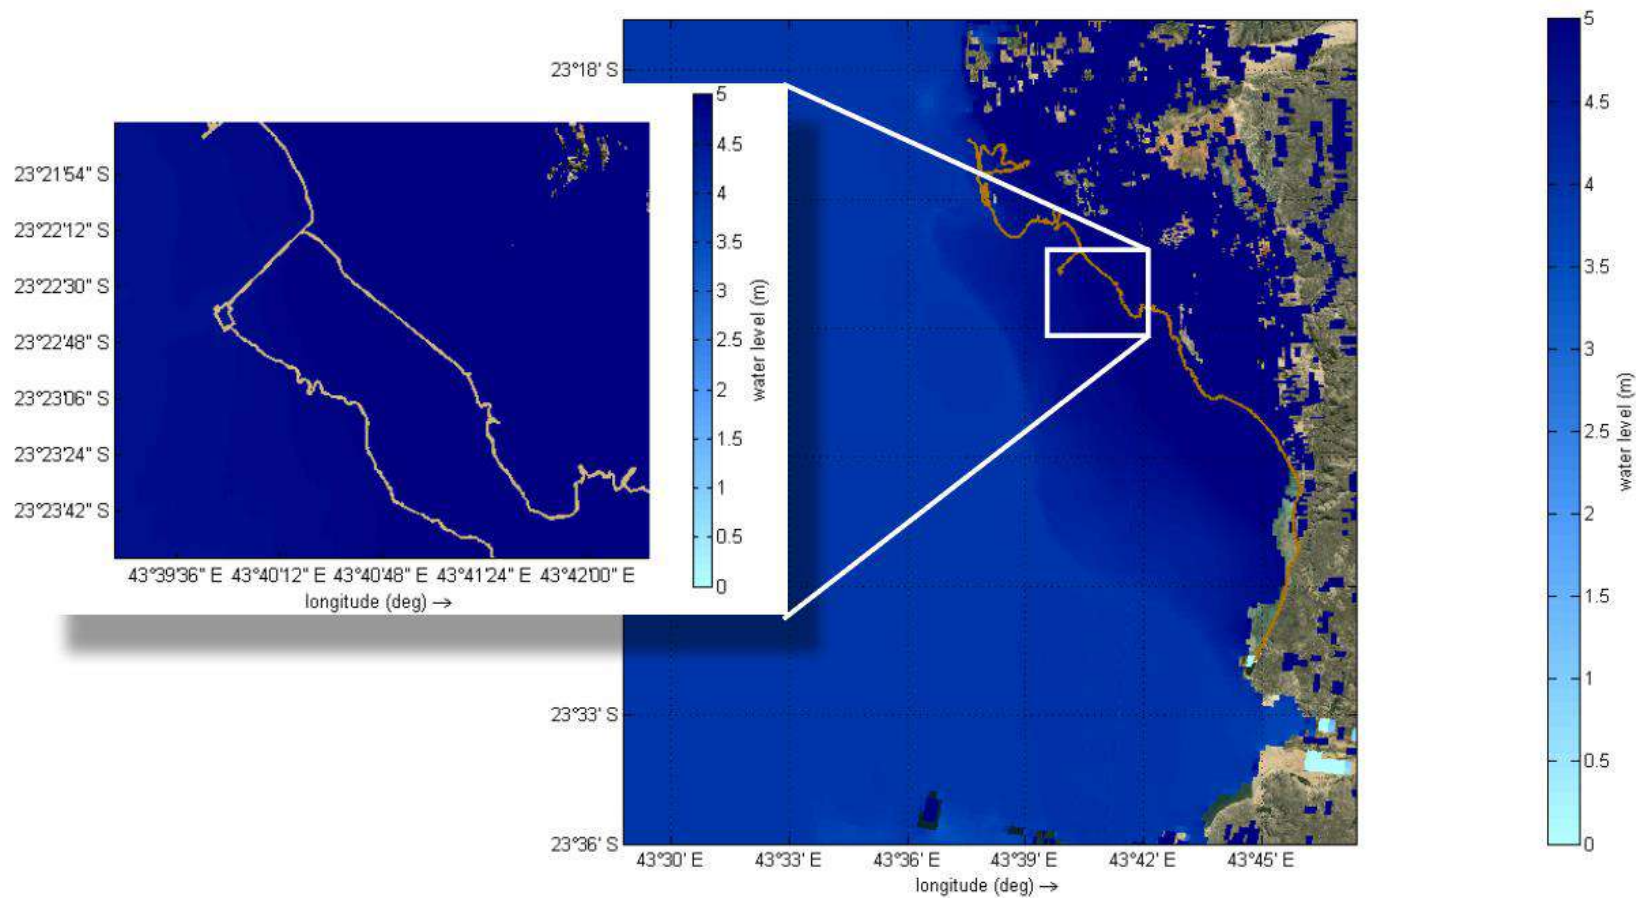 5
4.5
4
3.5
3
2.5
2
1.5
1
0.5
0
water level (m)
23°21'54" S
23°22'12" S
23°22'30" S
23°22'48" S
23°23'06" S
23°23'24" S
23°23'42" S
43°39'36" E 43°40'12" E 43°40'48" E 43°41'24" E 43°42'00" E
longitude (deg) →
23°18' S
23°33' S
23°36' S
43°30' E 43°33' E 43°36' E 43°39' E 43°42' E 43°45' E
longitude (deg) →
5
4.5
4
3.5
3
2.5
2
1.5
1
0.5
0
water level (m)